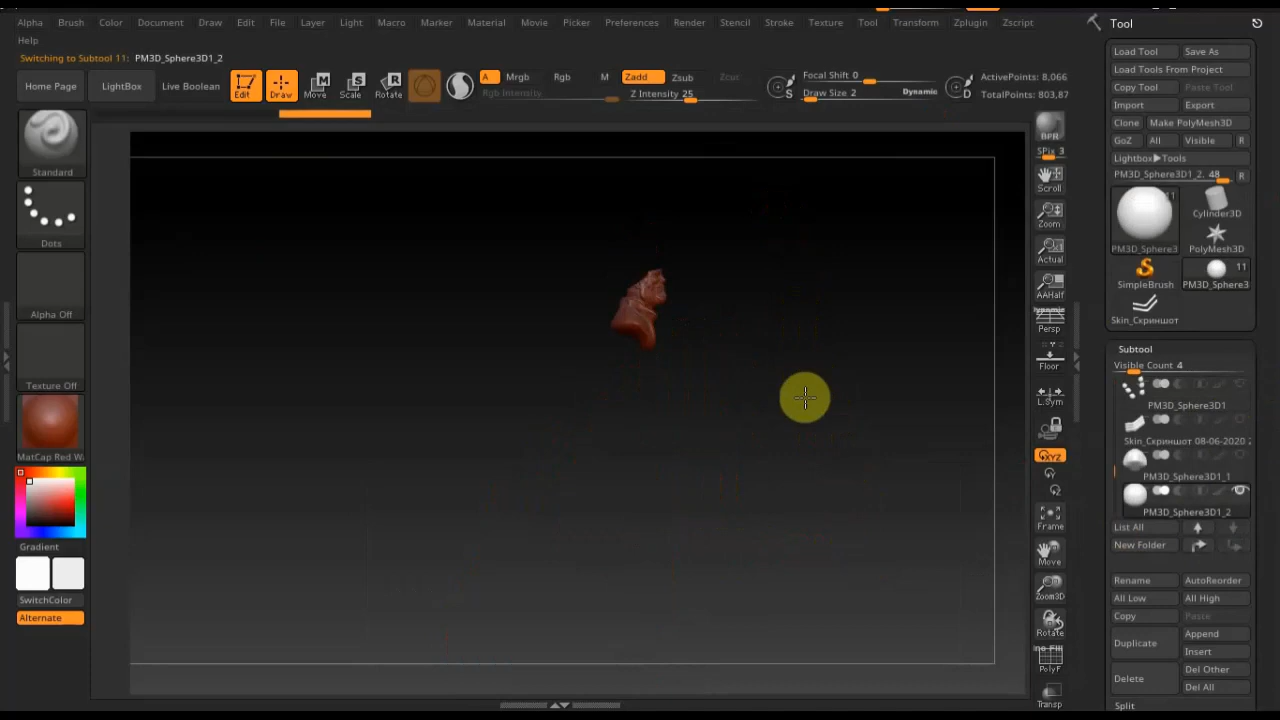 Alpha Brush Color Document Draw Edit File Layer Light Macro Marker Material Movie Picker Preferences Render Stencil Stroke Texture Tool Transform Zplugin Zscript
Help
Switching to Subtool 11: PM3D_Sphere3D1_2
Home Page LightBox Live Boolean Edit Draw Move Scale Rotate
A Mrgb Rgb M Zadd Zsub Zcut
Rgb Intensity Z Intensity 25
Focal Shift 0
Draw Size 2 Dynamic
ActivePoints: 8,066
TotalPoints: 803,87
Standard
Dots
Alpha Off
Texture Off
MatCap Red Wa
Gradient
SwitchColor
Alternate
BPR
SPix 3
Scroll
Zoom
Actual
AAHalf
Dynamic
Persp
Floor
L.Sym
XYZ
Y
Z
Frame
Move
Zoom3D
Rotate
PolyF
Transp
Tool
Load Tool Save As
Load Tools From Project
Copy Tool Paste Tool
Import Export
Clone Make PolyMesh3D
GoZ All Visible R
Lightbox▶Tools
PM3D_Sphere3D1_2. 48 R
11
PM3D_Sphere3 Cylinder3D
PolyMesh3D
SimpleBrush PM3D_Sphere3
11
Skin_Скриншот
Subtool
Visible Count 4
PM3D_Sphere3D1
Skin_Скриншот 08-06-2020 2
PM3D_Sphere3D1_1
PM3D_Sphere3D1_2
List All
New Folder
Rename AutoReorder
All Low All High
Copy Paste
Duplicate Append
Insert
Delete Del Other
Del All
Split